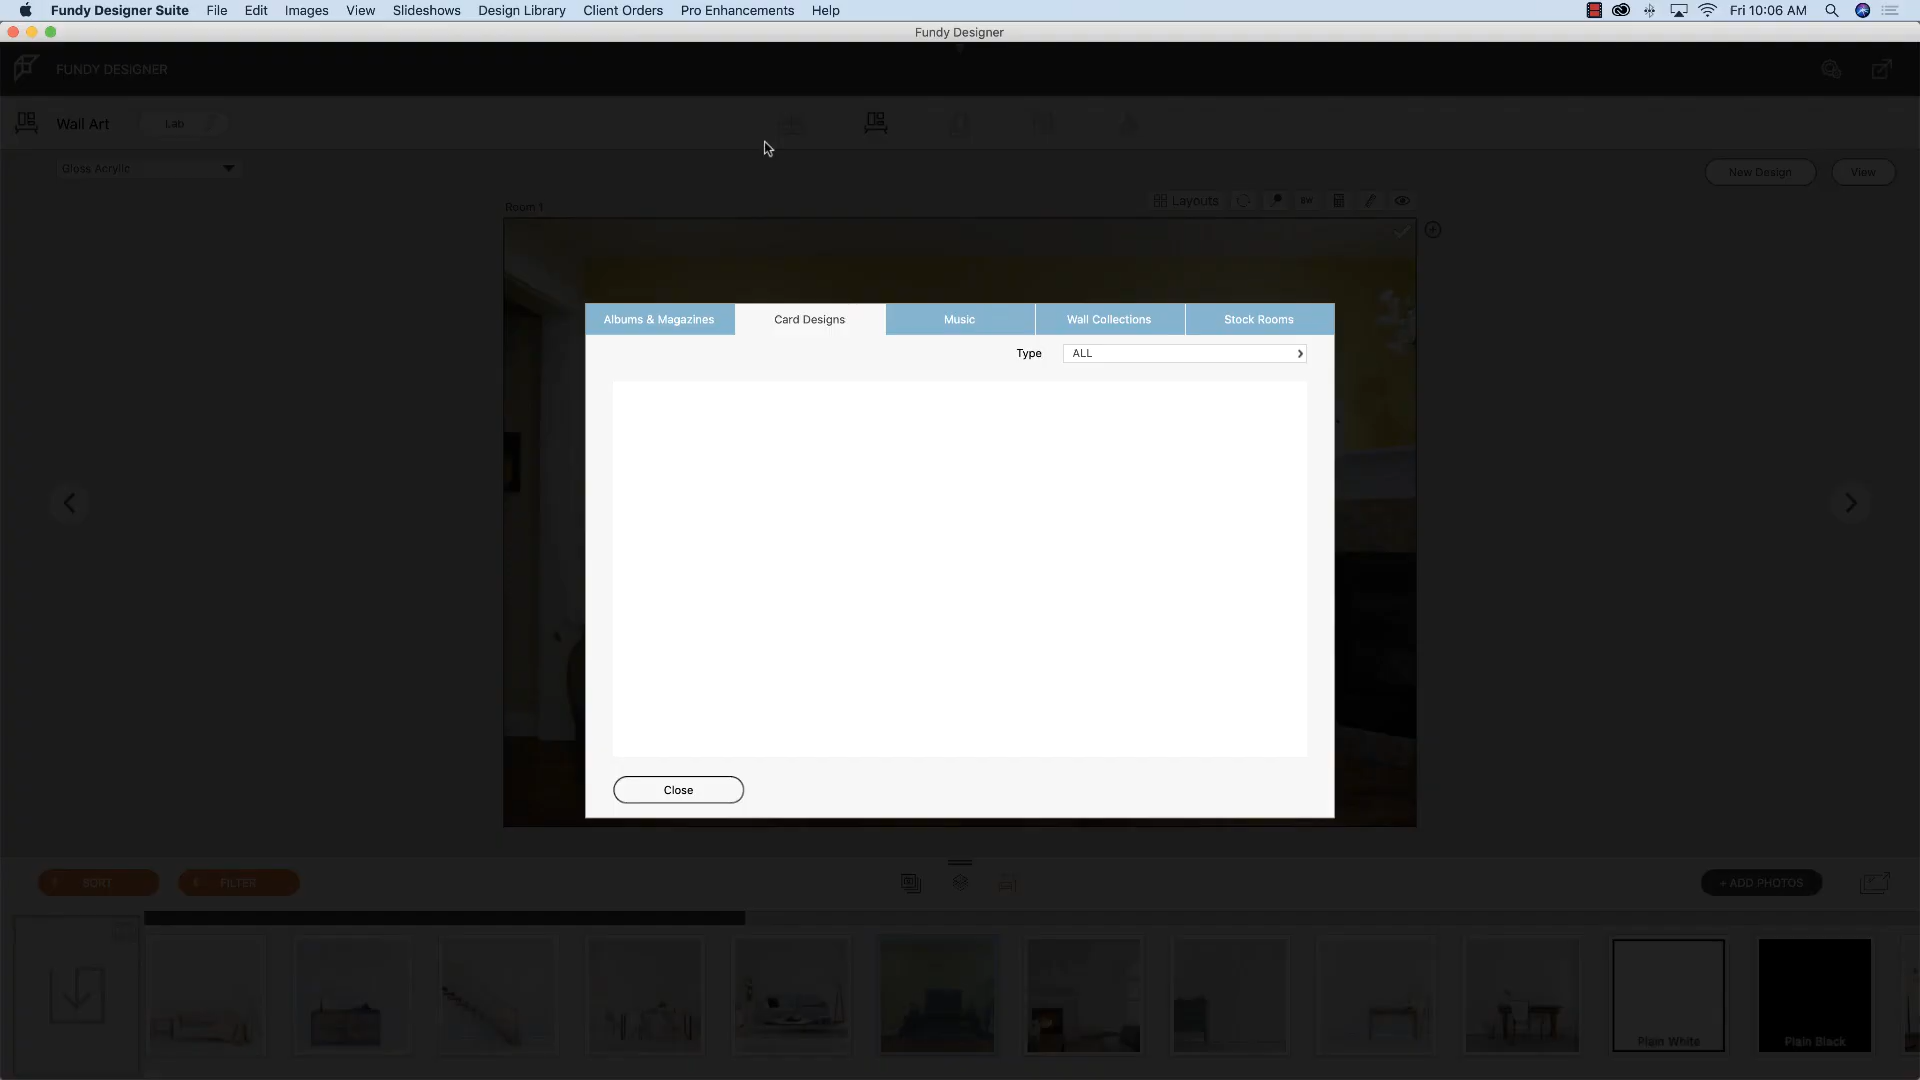 Fundy Designer Suite File Edit Images View Slideshows Design Library Client Orders Pro Enhancements Help Fri 10:06 AM
Fundy Designer
FUNDY DESIGNER
Wall Art Lab
Gloss Acrylic
New Design View
Room 1
Layouts BW
Albums & Magazines Card Designs Music Wall Collections Stock Rooms
Type ALL
Close
SORT FILTER + ADD PHOTOS
Plain White Plain Black